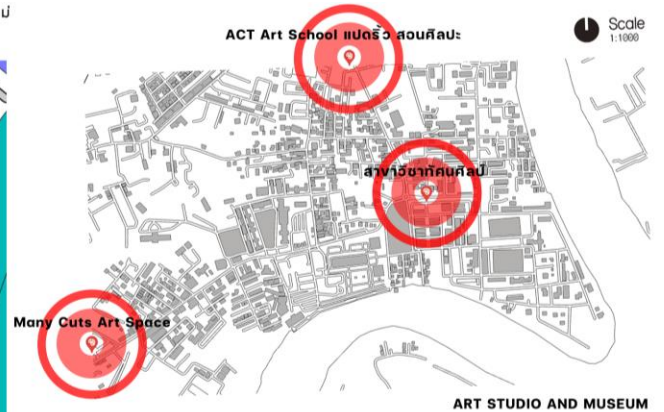 ACT Art School แปดริ้ว สอนศิลปะ
Scale
1:1000
สาขาวิชาทัศนศิลป์
Many Cuts Art Space
ART STUDIO AND MUSEUM